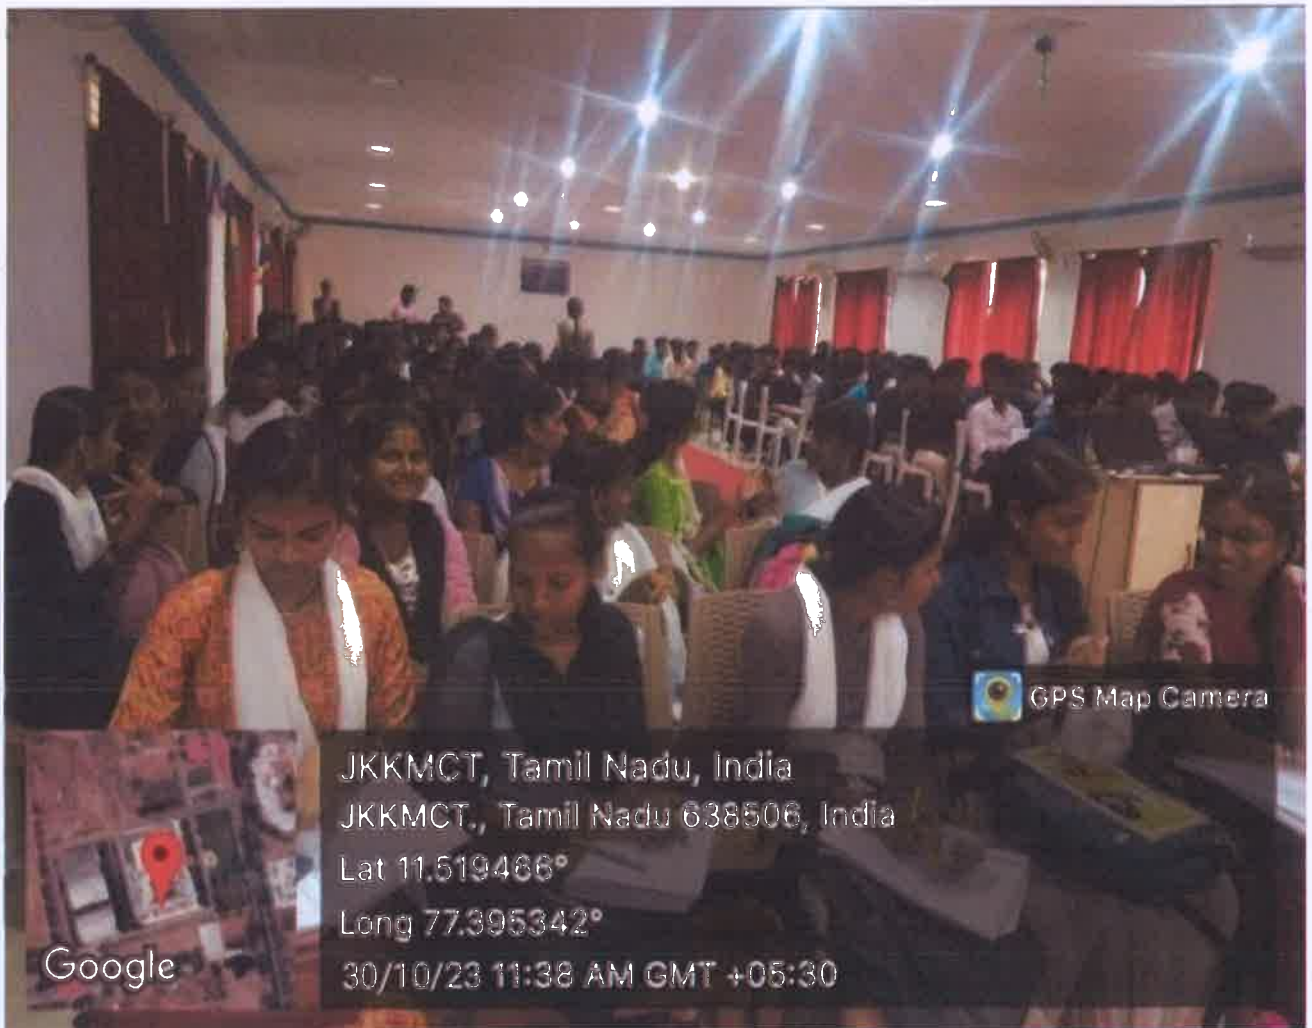 GPS Map Camera
JKKMCT, Tamil Nadu, India
JKKMCT., Tamil Nadu 638506, India
Lat 11.519466°
Long 77.395342°
30/10/23 11:38 AM GMT +05:30
Google